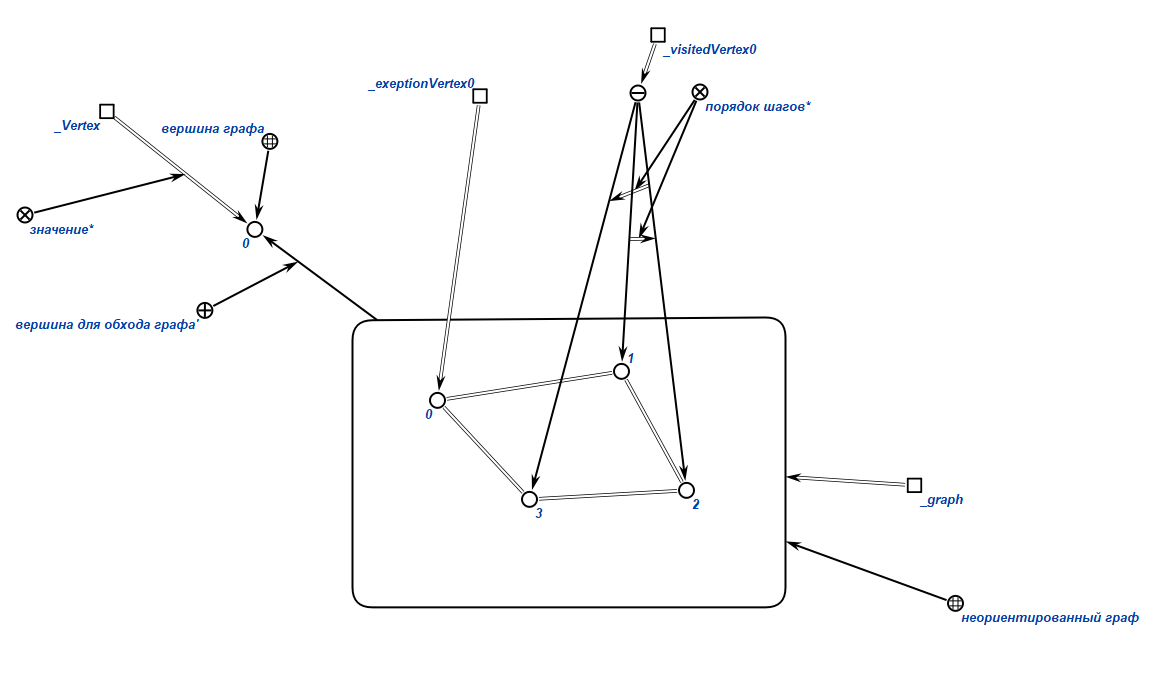 _visitedVertex0
_exeptionVertex0
порядок шагов*
_Vertex
вершина графа
значение*
0
вершина для обхода графа'
1
0
3
2
_graph
неориентированный граф